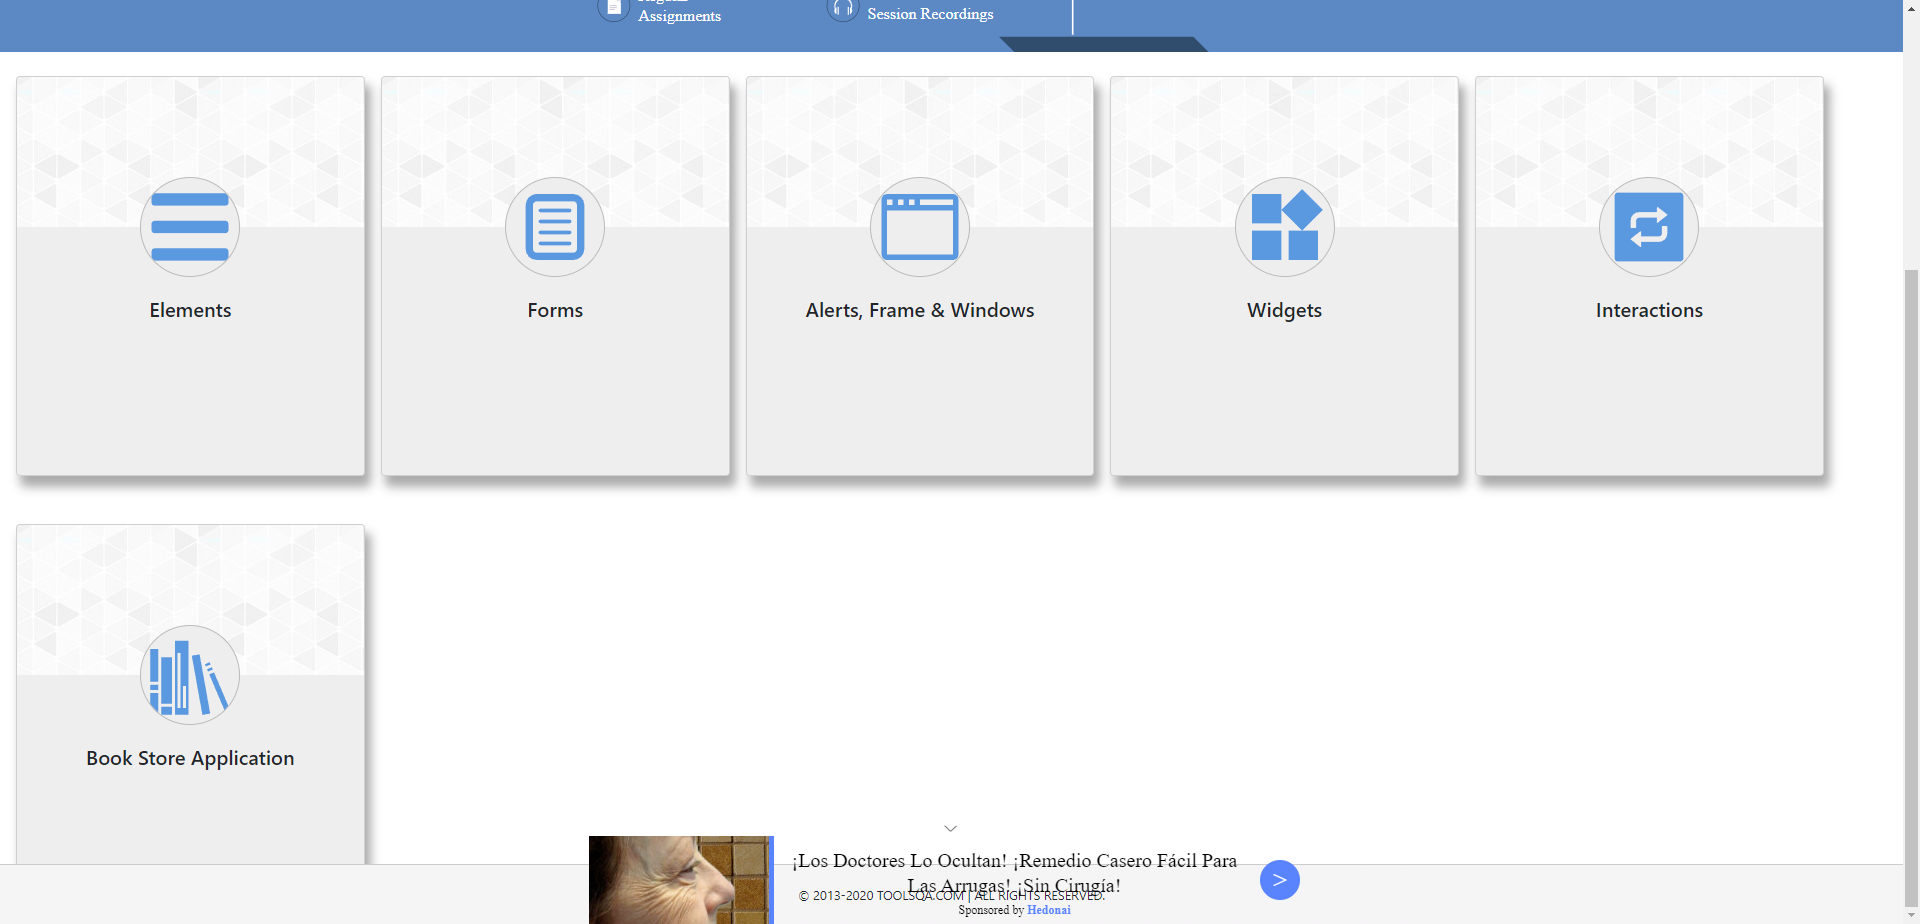 Assignments
Session Recordings
Elements
Forms
Alerts, Frame & Windows
Widgets
Interactions
Book Store Application
¡Los Doctores Lo Ocultan! ¡Remedio Casero Fácil Para
Las Arrugas! ¡Sin Cirugía!
>
© 2013-2020 TOOLSQA.COM | ALL RIGHTS RESERVED.
Sponsored by Hedonai